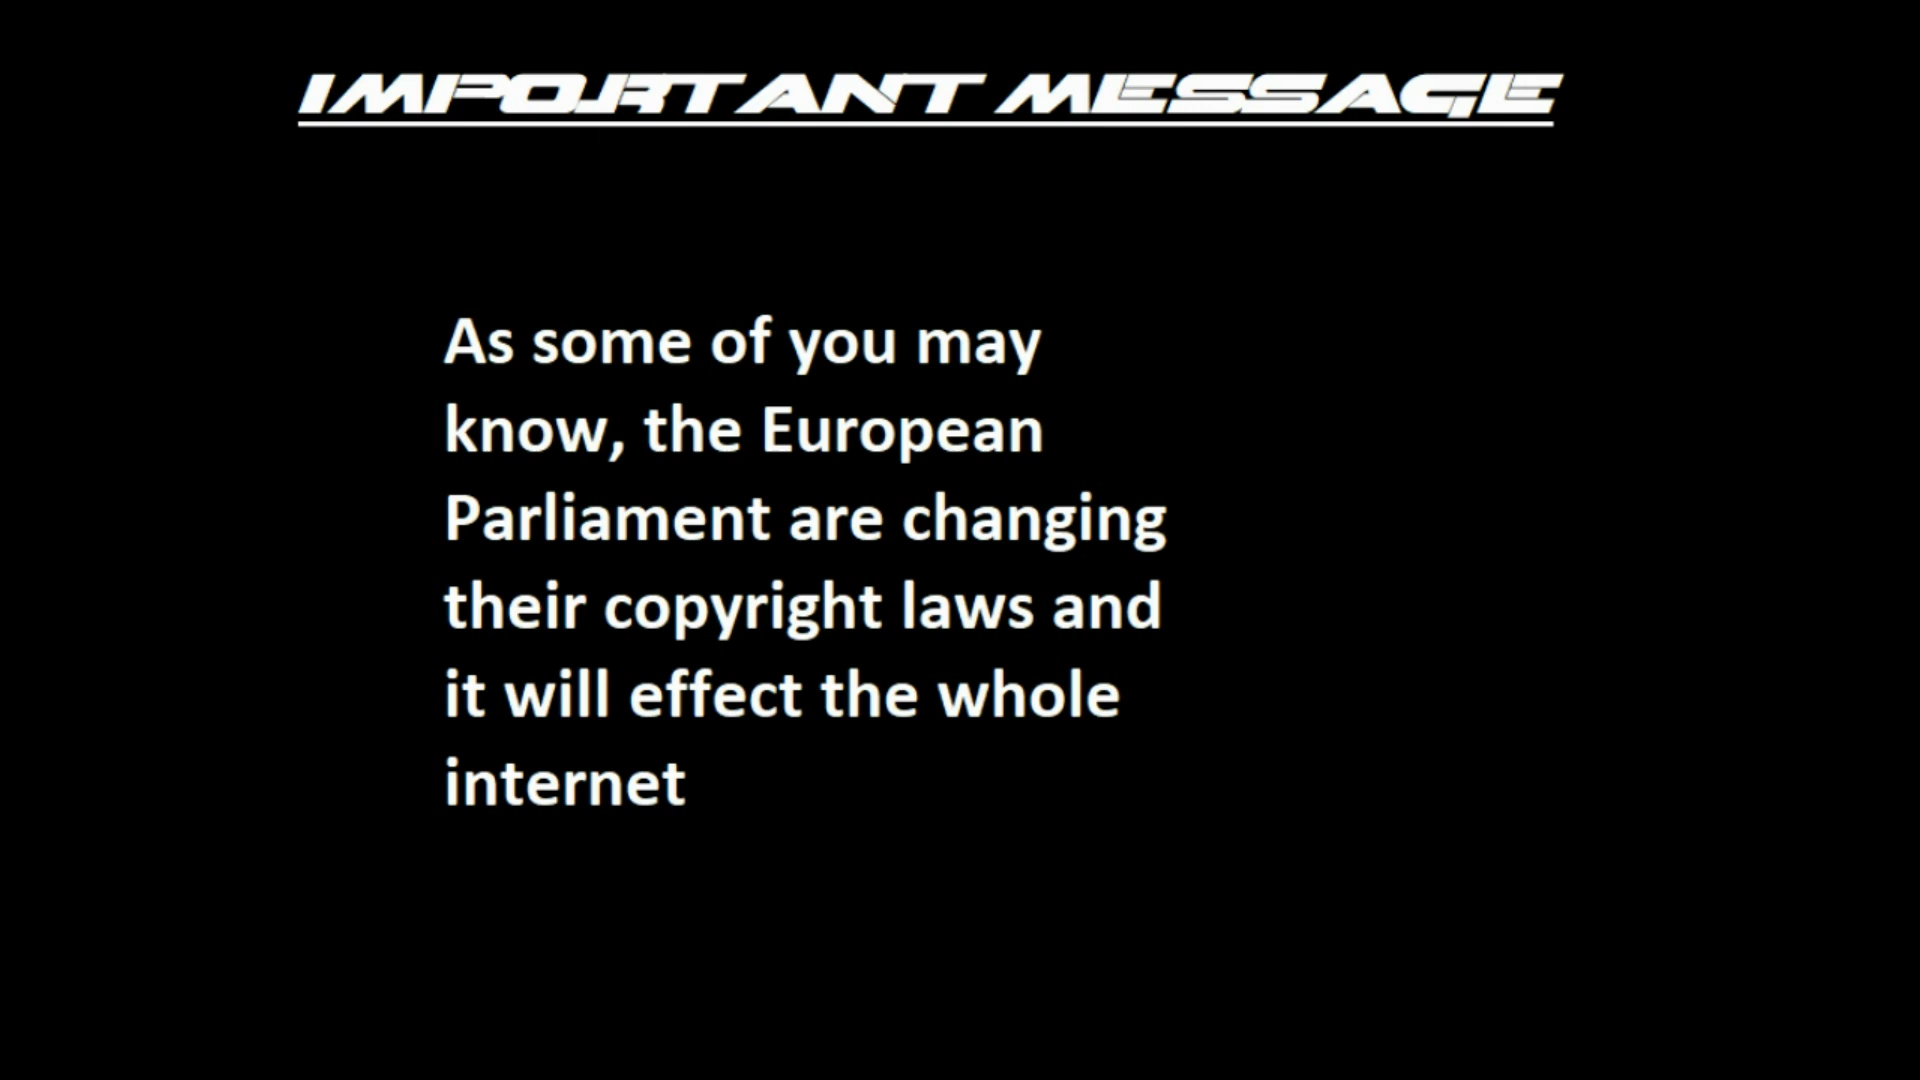 IMPORTANT MESSAGE
As some of you may
know, the European
Parliament are changing
their copyright laws and
it will effect the whole
internet